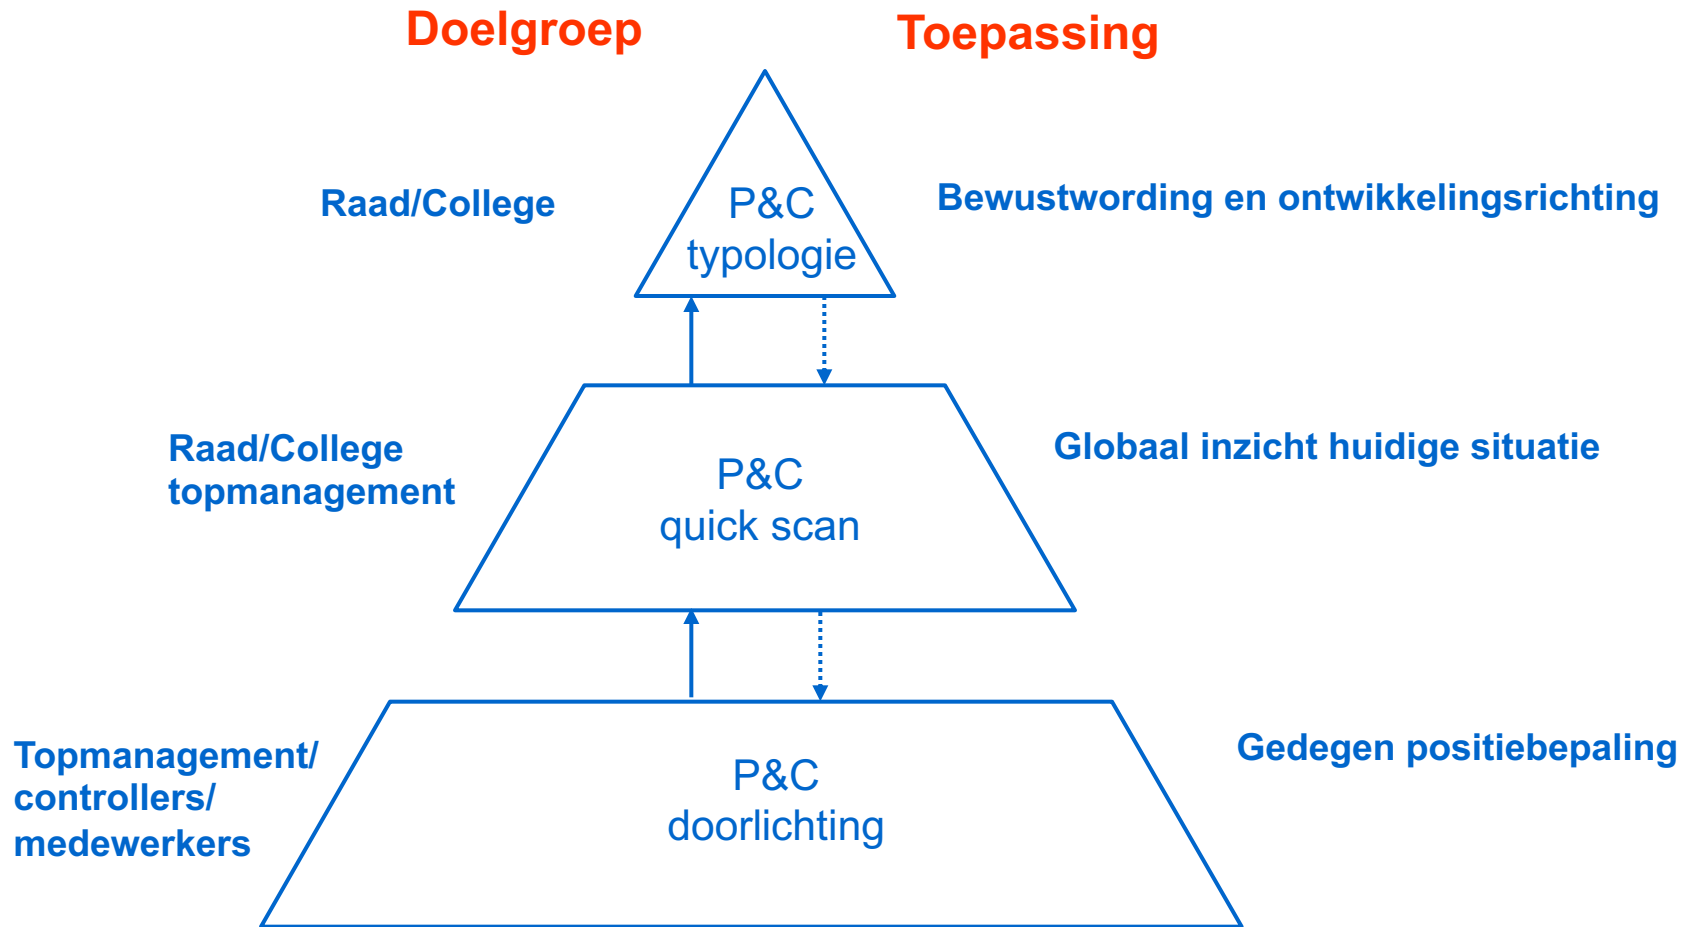 Doelgroep
Toepassing
Raad/College
P&C
typologie
Bewustwording en ontwikkelingsrichting
Raad/College
topmanagement
P&C
quick scan
Globaal inzicht huidige situatie
Topmanagement/
controllers/
medewerkers
P&C
doorlichting
Gedegen positiebepaling